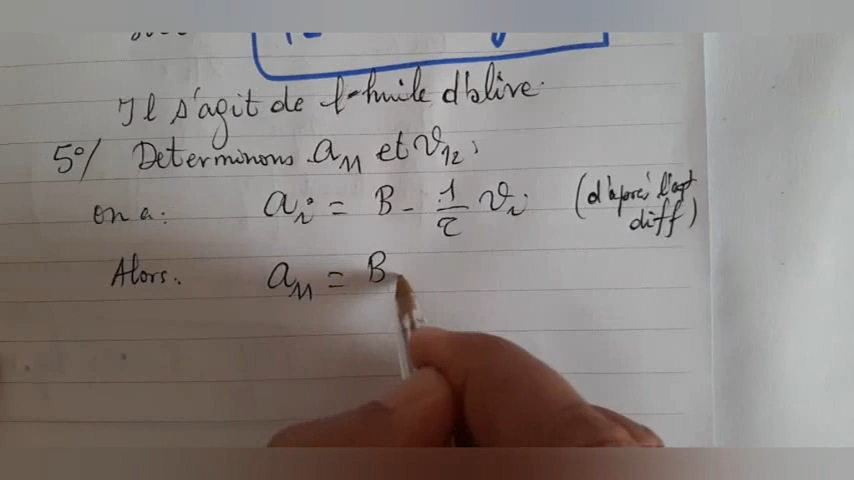 Il s'agit de l'huile d'olive.
5°/ Determinons a₁₁ et v₁₂ :
on a : aᵢ = B - 1/τ vᵢ (d'après l'eqt diff)
Alors. a₁₁ = B